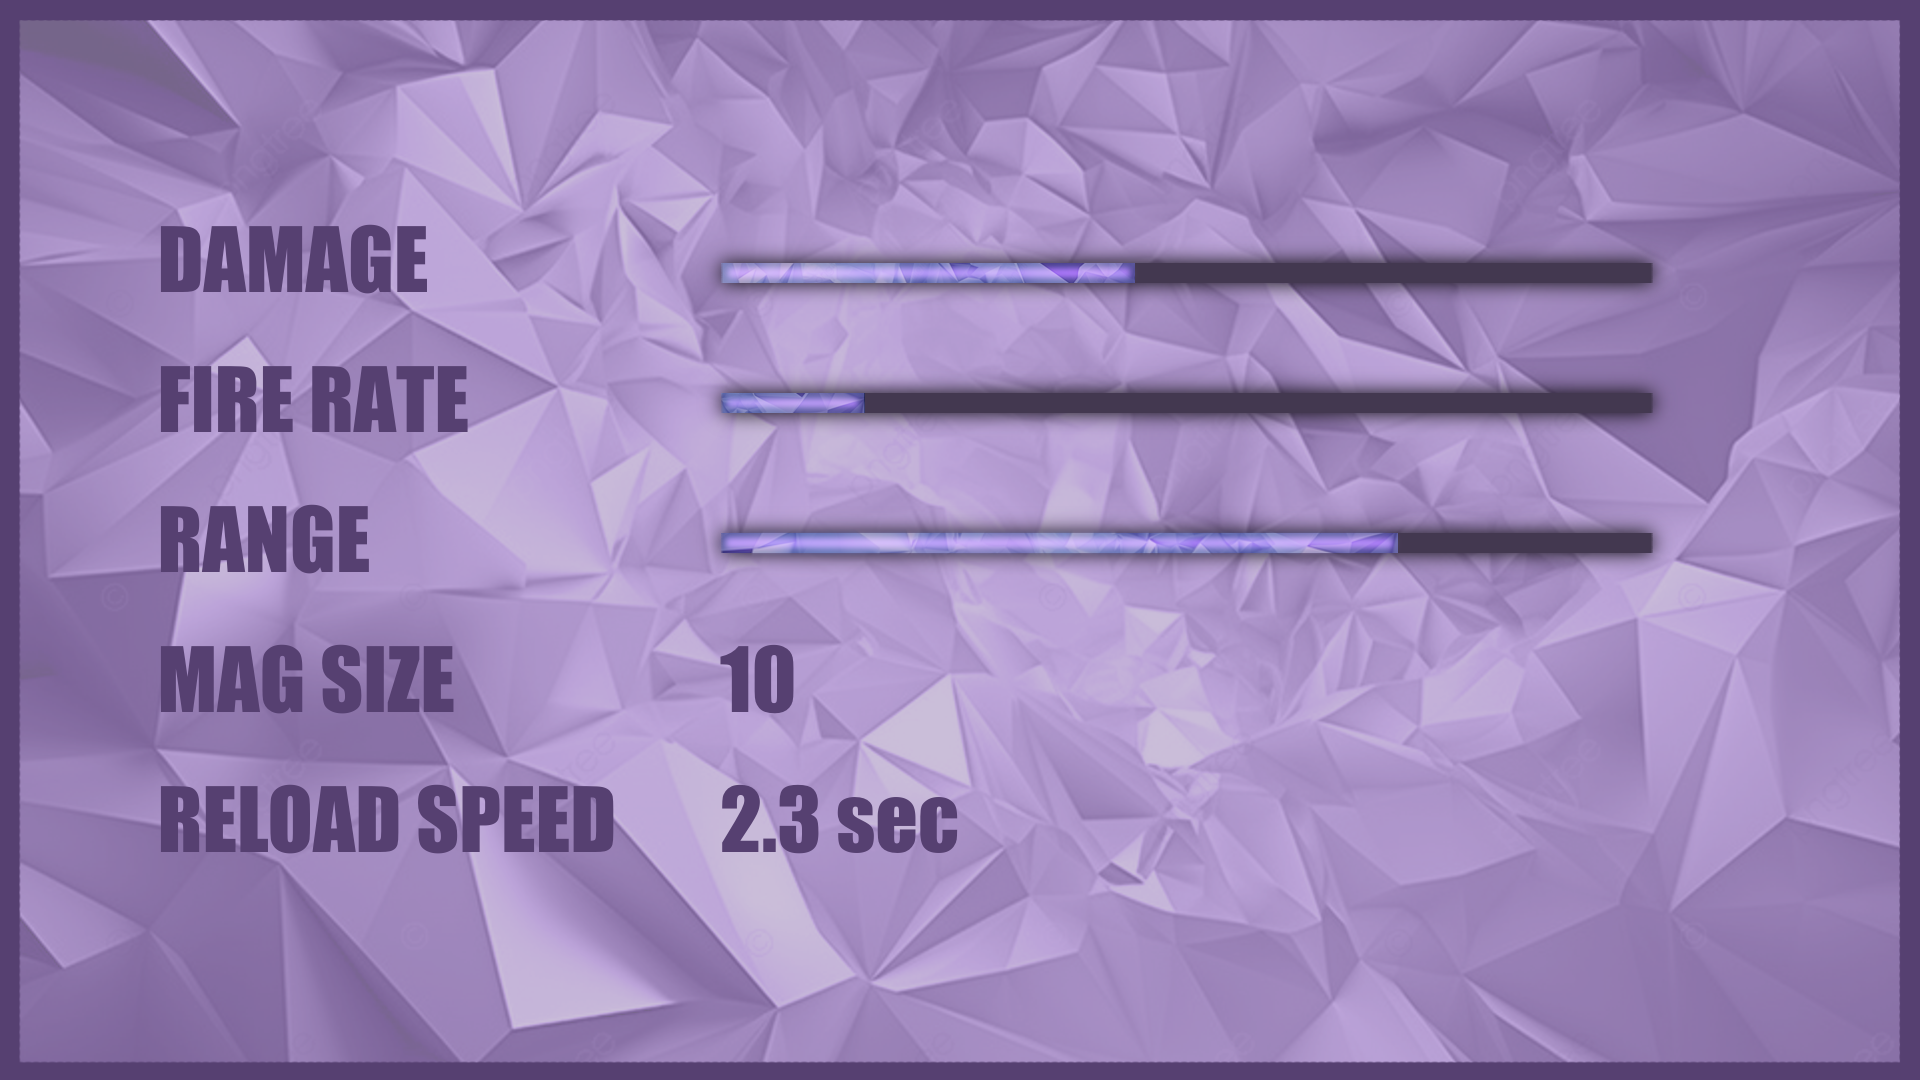 DAMAGE
FIRE RATE
RANGE
MAG SIZE 10
RELOAD SPEED 2.3 sec